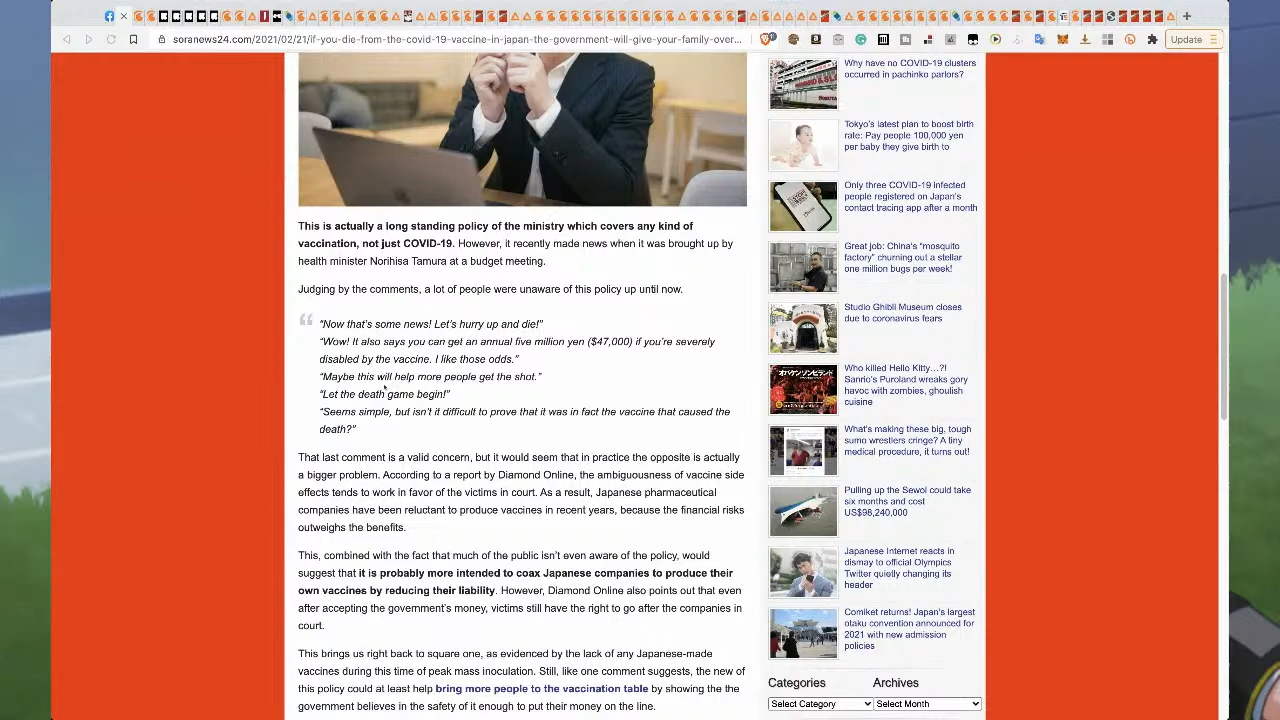 soranews24.com/2021/02/21/if-you-die-from-the-covid-19-vaccine-in-japan-the-government-will-give-your-family-over...
Update
This is actually a long standing policy of the ministry which covers any kind of
vaccination, not just COVID-19. However, it recently made news when it was brought up by
health minister Norihisa Tamura at a budget meeting.
Judging by the comments, a lot of people were unaware of this policy up until now.
“Now that's some news! Let's hurry up and die!”
“Wow! It also says you can get an annual five million yen ($47,000) if you're severely
disabled by the vaccine. I like those odds.”
“Maybe this will help more people get the shot.”
“Let the death game begin!”
“Seems nice, but isn't it difficult to prove that it was in fact the vaccine that caused the
death?”
That last comment is a valid concern, but it would seem that in practice the opposite is actually
a bigger problem. According to a report by Diamond Online, the ambiguousness of vaccine side
effects tends to work in favor of the victims in court. As a result, Japanese pharmaceutical
companies have been reluctant to produce vaccines in recent years, because the financial risks
outweighs the benefits.
This, combined with the fact that much of the public isn't even aware of the policy, would
suggest that it is probably more intended to coax Japanese companies to produce their
own vaccines by reducing their liability. However, Diamond Online also points out that even
after accepting the government money, victims still have the right to go after the companies in
court.
This brings us right back to square one, as evidenced by the lack of any Japanese-made
vaccines during this time of peak mass inoculation. Still, like one comment suggests, the new of
this policy could at least help bring more people to the vaccination table by showing the the
government believes in the safety of it enough to put their money on the line.
Why have no COVID-19 clusters
occurred in pachinko parlors?
Tokyo's latest plan to boost birth
rate: Pay people 100,000 yen
per baby they give birth to
Only three COVID-19 infected
people registered on Japan's
contact tracing app after a month
Great job: China's “mosquito
factory” churning out a stellar
one million bugs per week!
Studio Ghibli Museum closes
due to coronavirus fears
Who killed Hello Kitty…?!
Sanrio's Puroland wreaks gory
havoc with zombies, ghoulish
cuisine
What's making these big, tough
sumo wrestlers cringe? A tiny
medical procedure, it turns out!
Pulling up the Sewol could take
six months and cost
US$98,240,000
Japanese Internet reacts in
dismay to official Olympics
Twitter quietly changing its
header
Comiket returns! Japan's largest
otaku convention announced for
2021 with new admission
policies
Categories
Archives
Select Category
Select Month